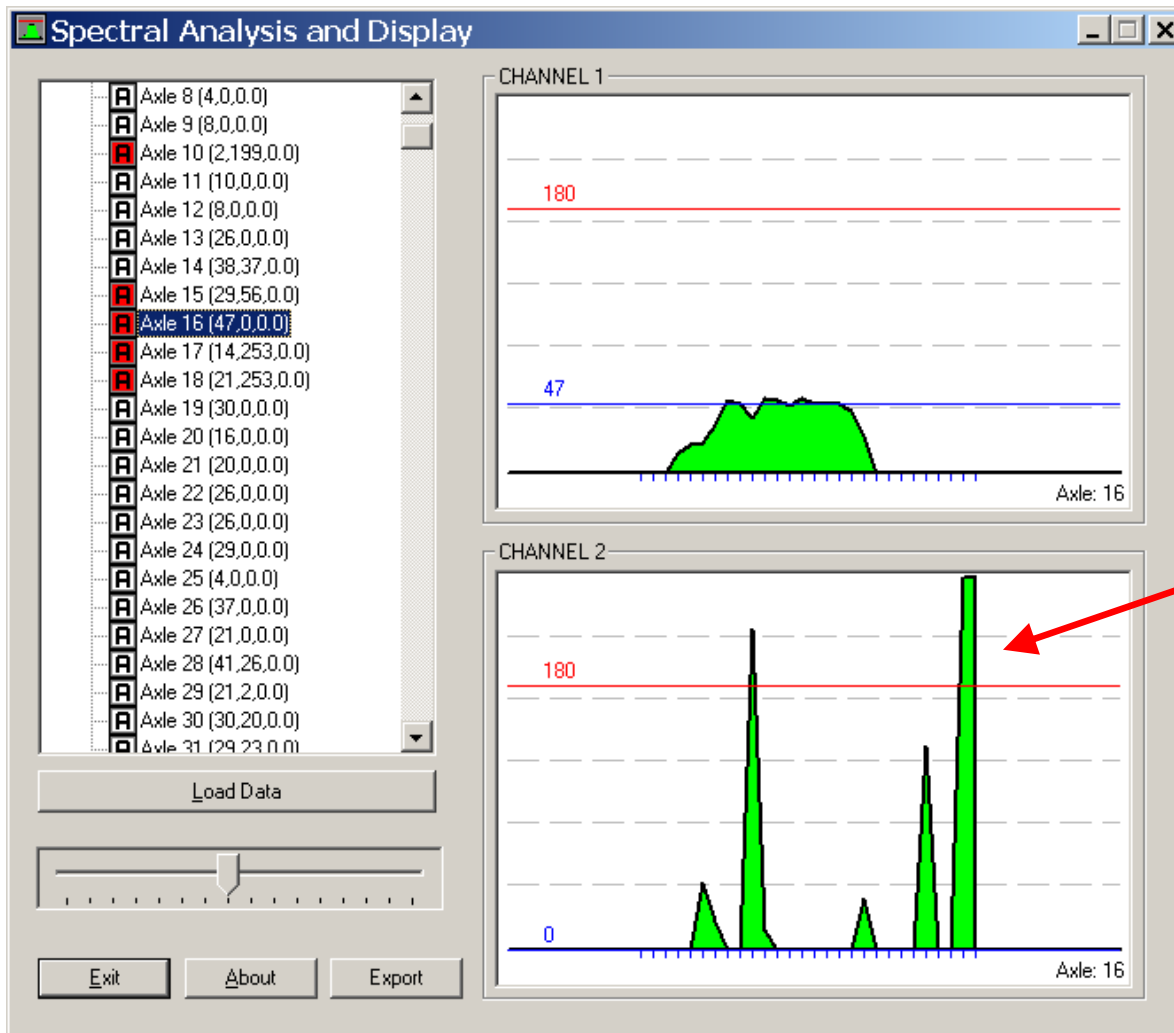 Spectral Analysis and Display
A Axle 8 (4,0,0.0)
A Axle 9 (8,0,0.0)
A Axle 10 (2,199,0.0)
A Axle 11 (10,0,0.0)
A Axle 12 (8,0,0.0)
A Axle 13 (26,0,0.0)
A Axle 14 (38,37,0.0)
A Axle 15 (29,56,0.0)
A Axle 16 (47,0,0.0)
A Axle 17 (14,253,0.0)
A Axle 18 (21,253,0.0)
A Axle 19 (30,0,0.0)
A Axle 20 (16,0,0.0)
A Axle 21 (20,0,0.0)
A Axle 22 (26,0,0.0)
A Axle 23 (26,0,0.0)
A Axle 24 (29,0,0.0)
A Axle 25 (4,0,0.0)
A Axle 26 (37,0,0.0)
A Axle 27 (21,0,0.0)
A Axle 28 (41,26,0.0)
A Axle 29 (21,2,0.0)
A Axle 30 (30,20,0.0)
A Axle 31 (29,23,0.0)
Load Data
Exit
About
Export
CHANNEL 1
180
47
Axle: 16
CHANNEL 2
180
0
Axle: 16